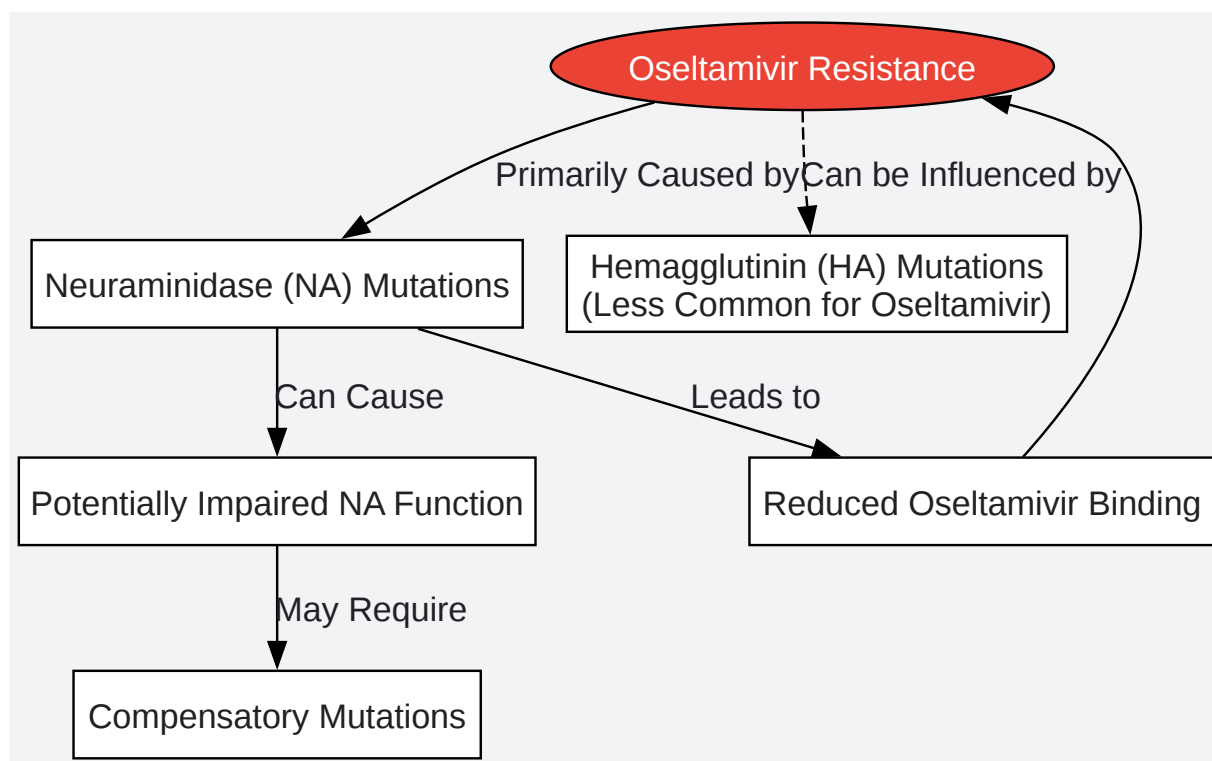 Oseltamivir Resistance
Primarily Caused by
Can be Influenced by
Neuraminidase (NA) Mutations
Hemagglutinin (HA) Mutations
(Less Common for Oseltamivir)
Can Cause
Leads to
Potentially Impaired NA Function
Reduced Oseltamivir Binding
May Require
Compensatory Mutations